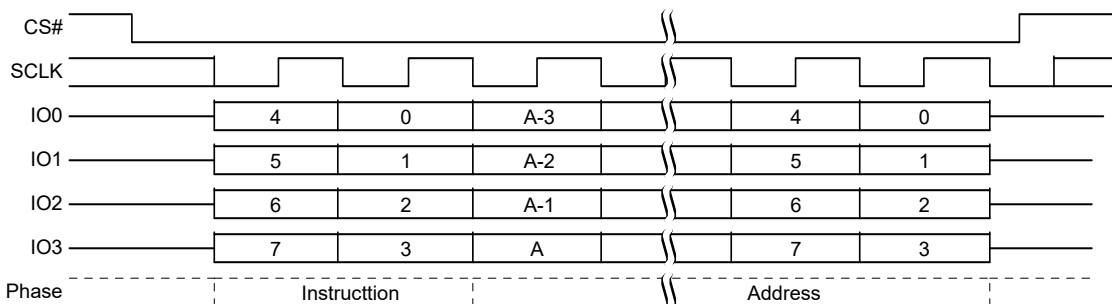 CS#
SCLK
IO0 4 0 A-3 4 0
IO1 5 1 A-2 5 1
IO2 6 2 A-1 6 2
IO3 7 3 A 7 3
Phase Insructtion Address